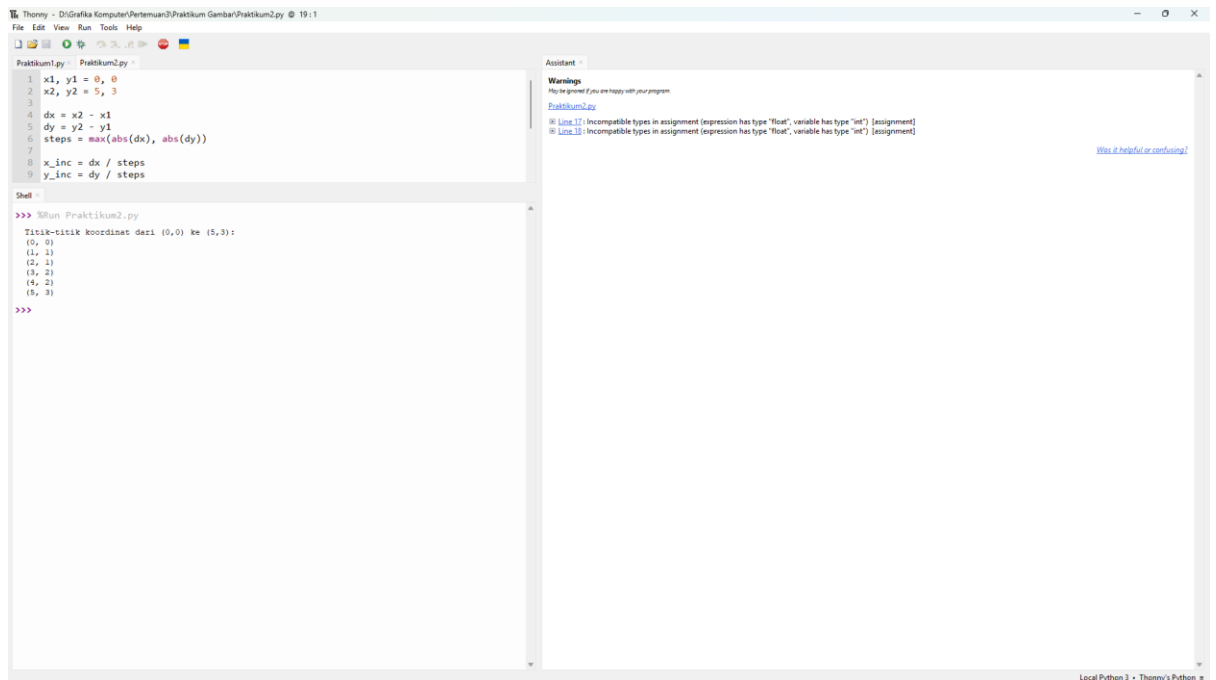 Thonny - D:\Grafika Komputer\Pertemuan3\Praktikum Gambar\Praktikum2.py @ 19 : 1
File Edit View Run Tools Help
Praktikum1.py × Praktikum2.py ×
1 x1, y1 = 0, 0
2 x2, y2 = 5, 3
3
4 dx = x2 - x1
5 dy = y2 - y1
6 steps = max(abs(dx), abs(dy))
7
8 x_inc = dx / steps
9 y_inc = dy / steps
Shell ×
>>> %Run Praktikum2.py
Titik-titik koordinat dari (0,0) ke (5,3):
(0, 0)
(1, 1)
(2, 1)
(3, 2)
(4, 2)
(5, 3)
>>>
Assistant ×
Warnings
May be ignored if you are happy with your program.
Praktikum2.py
Line 17 : Incompatible types in assignment (expression has type "float", variable has type "int") [assignment]
Line 18 : Incompatible types in assignment (expression has type "float", variable has type "int") [assignment]
Was it helpful or confusing?
Local Python 3 • Thonny's Python ≡